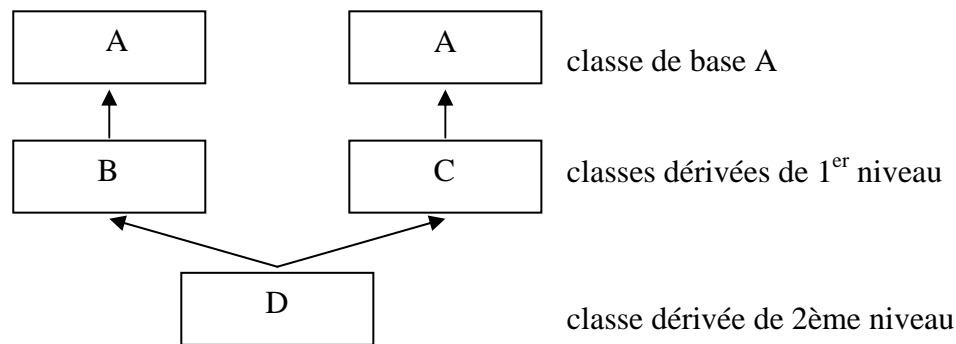 A A classe de base A
B C classes dérivées de 1er niveau
D classe dérivée de 2ème niveau